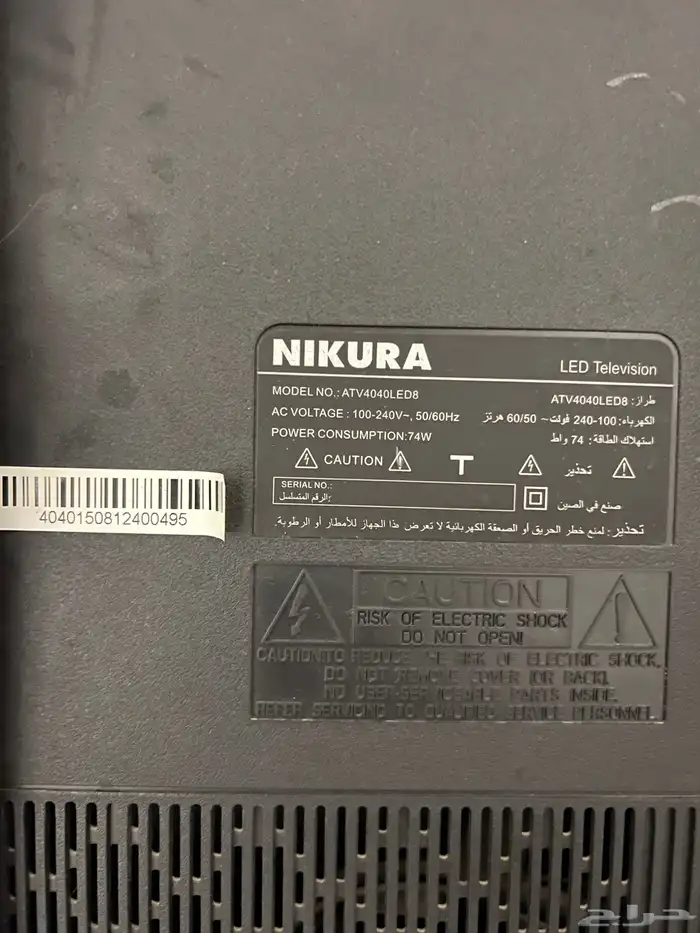 NIKURA
LED Television
MODEL NO.: ATV4040LED8
طراز: ATV4040LED8
AC VOLTAGE : 100-240V~, 50/60Hz
الكهرباء: 100-240 فولت~ 60/50 هرتز
POWER CONSUMPTION:74W
استهلاك الطاقة: 74 واط
CAUTION
T
تحذير
SERIAL NO.:
الرقم المتسلسل:
صنع في الصين
تحذير: لمنع خطر الحريق أو الصعقة الكهربائية لا تعرض هذا الجهاز للأمطار أو الرطوبة.
4040150812400495
CAUTION
RISK OF ELECTRIC SHOCK
DO NOT OPEN!
CAUTION:TO REDUCE THE RISK OF ELECTRIC SHOCK,
DO NOT REMOVE COVER (OR BACK).
NO USER-SERVICEABLE PARTS INSIDE.
REFER SERVICING TO QUALIFIED SERVICE PERSONNEL.
حراج